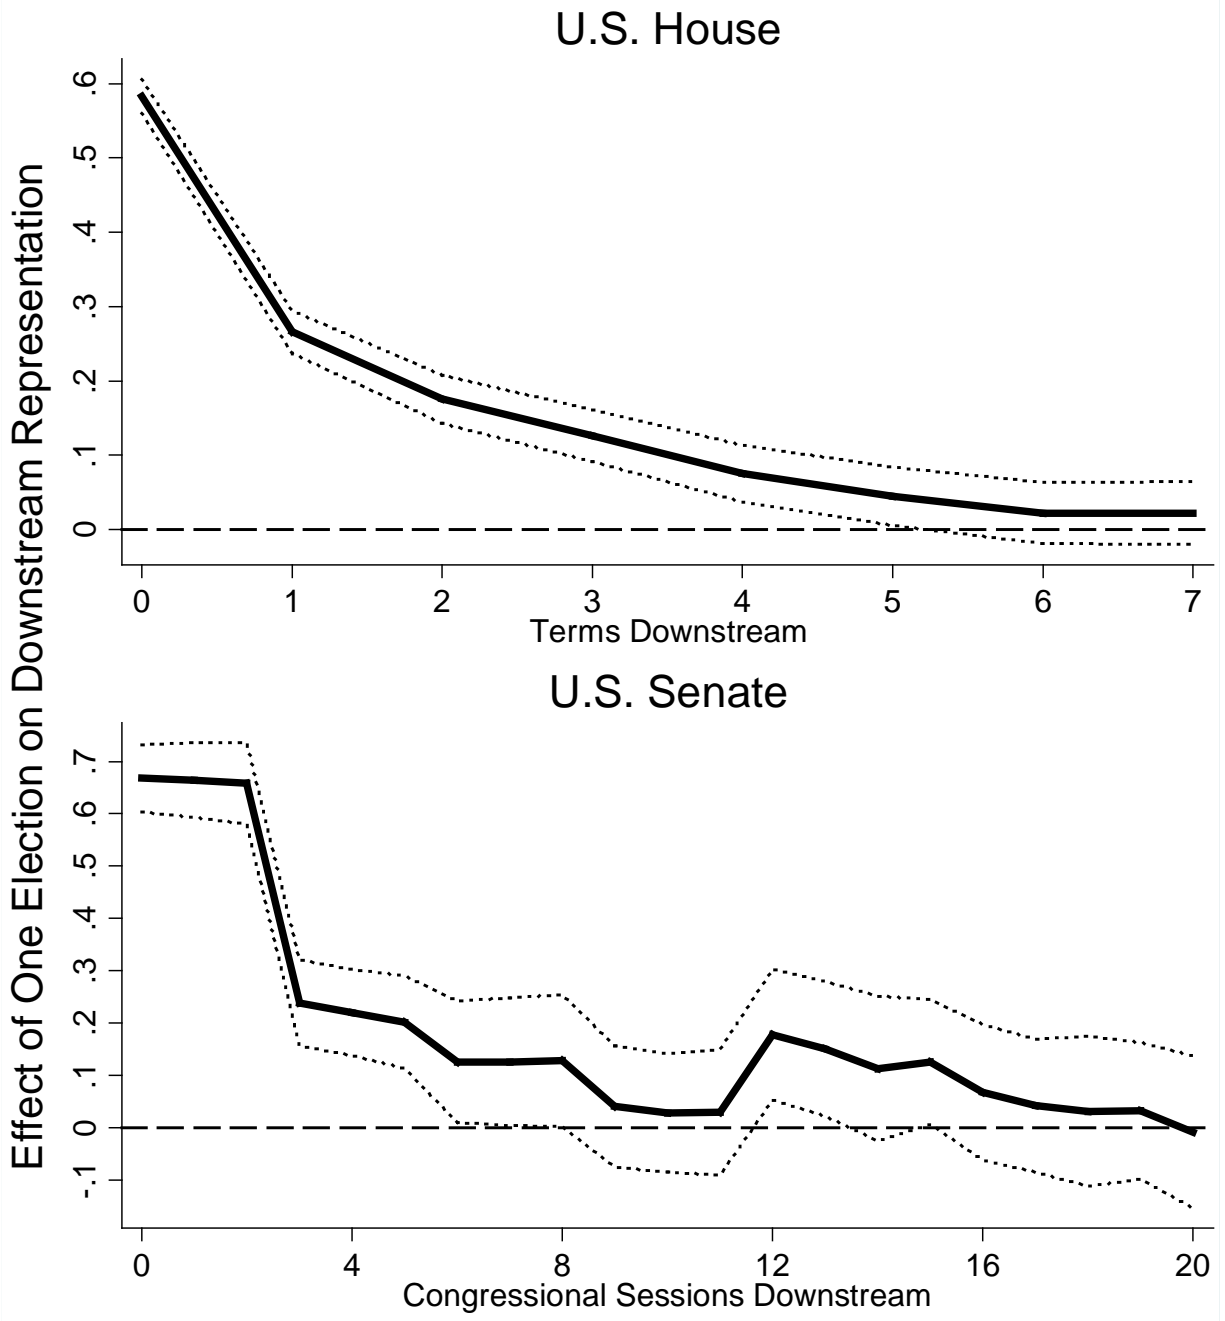 U.S. House
Effect of One Election on Downstream Representation
.6
.5
.4
.3
.2
.1
0
0 1 2 3 4 5 6 7
Terms Downstream
U.S. Senate
.7
.6
.5
.4
.3
.2
.1
0
-.1
0 4 8 12 16 20
Congressional Sessions Downstream